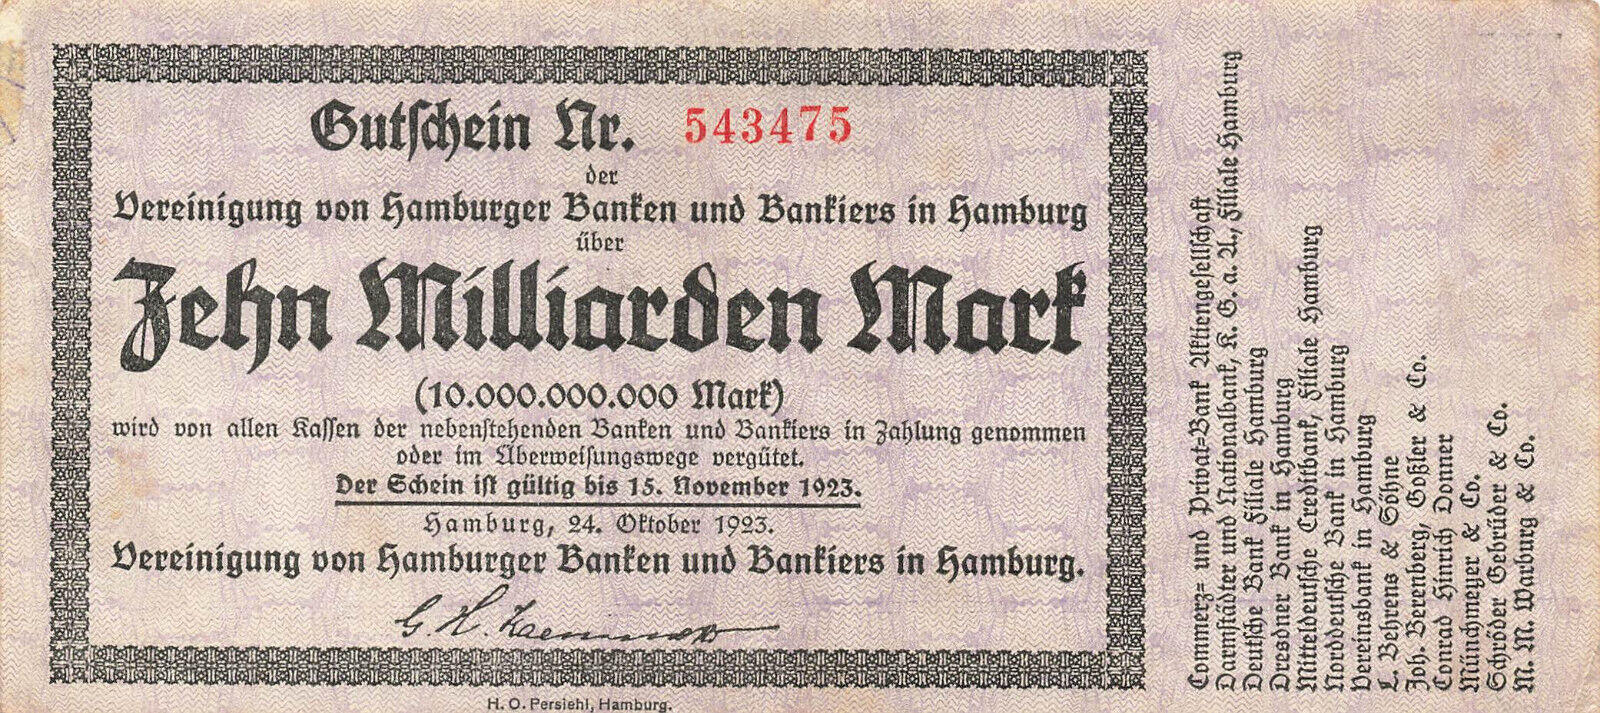 Gutschein Nr. 543475
der
Vereinigung von Hamburger Banken und Bankiers in Hamburg
über
Zehn Milliarden Mark
(10.000.000.000 Mark)
wird von allen Kassen der nebenstehenden Banken und Bankiers in Zahlung genommen
oder im Überweisungswege vergütet.
Der Schein ist gültig bis 15. November 1923.
Hamburg, 24. Oktober 1923.
Vereinigung von Hamburger Banken und Bankiers in Hamburg.
G. H.
H. O. Persiehl, Hamburg.
Commerz- und Privat-Bank Aktiengesellschaft
Darmstädter und Nationalbank, K. G. a. A., Filiale Hamburg
Deutsche Bank Filiale Hamburg
Dresdner Bank in Hamburg
Mitteldeutsche Creditbank, Filiale Hamburg
Norddeutsche Bank in Hamburg
Vereinsbank in Hamburg
L. Behrens & Söhne
Joh. Berenberg, Goßler & Co.
Conrad Hinrich Donner
Münchmeyer & Co.
Schröder Gebrüder & Co.
M. M. Warburg & Co.